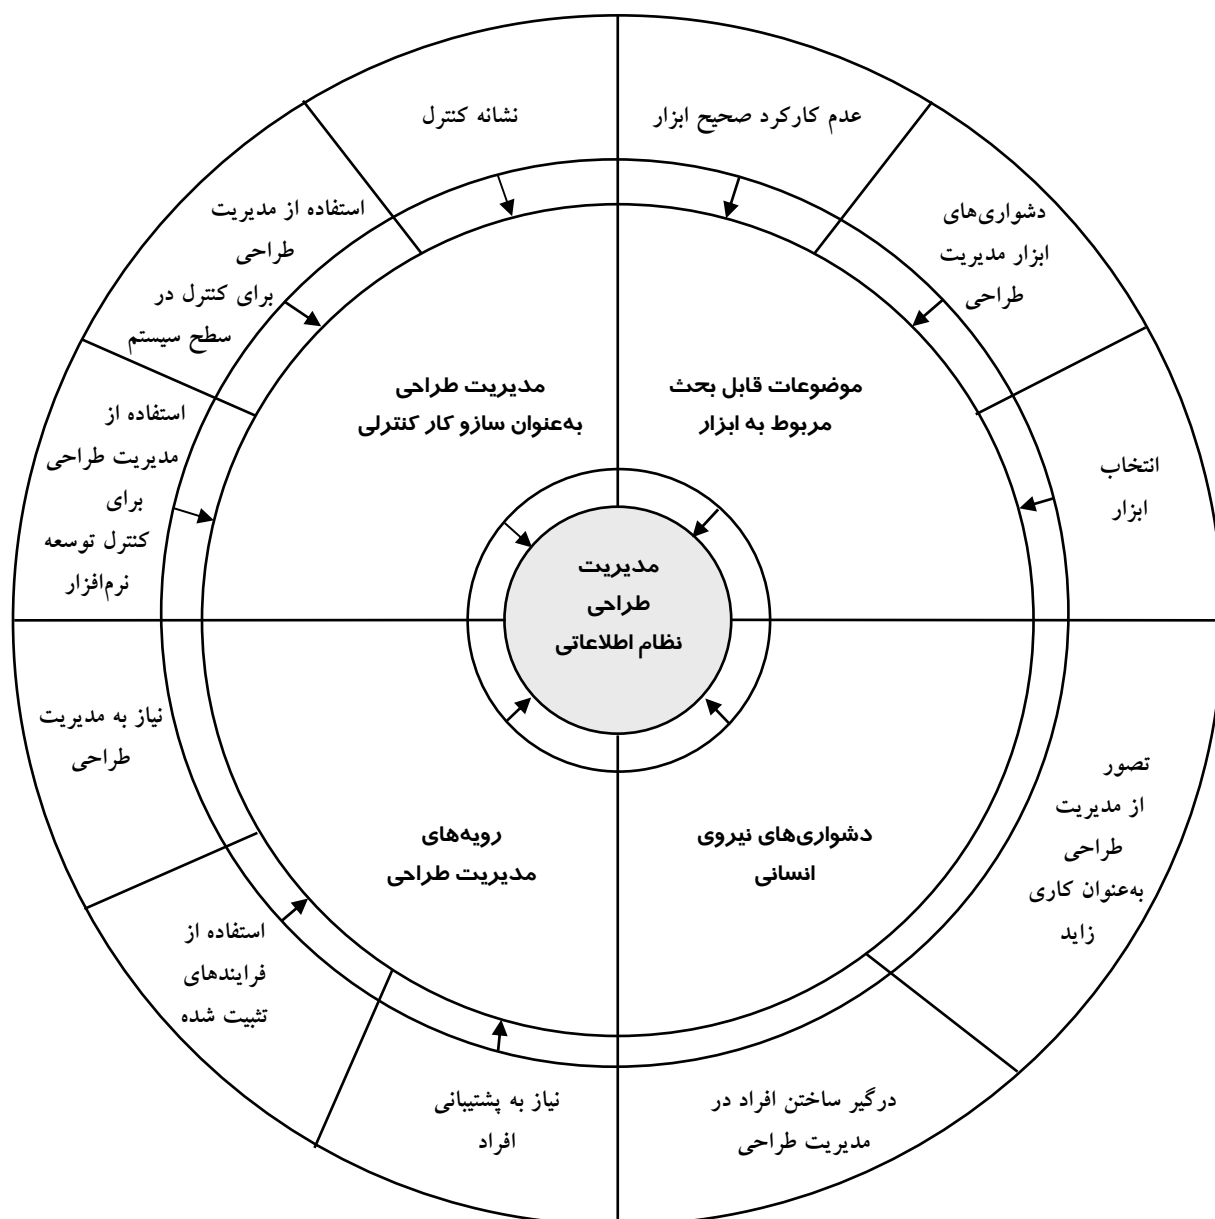 عدم کارکرد صحیح ابزار
نشانه کنترل
دشواری‌های
ابزار مدیریت
طراحی
استفاده از مدیریت
طراحی
برای کنترل در
سطح سیستم
موضوعات قابل بحث
مربوط به ابزار
مدیریت طراحی
به‌عنوان سازو کار کنترلی
انتخاب
ابزار
استفاده از
مدیریت طراحی
برای
کنترل توسعه
نرم‌افزار
مدیریت
طراحی
نظام اطلاعاتی
تصور
از مدیریت
طراحی
به‌عنوان کاری
زاید
دشواری‌های نیروی
انسانی
رویه‌های
مدیریت طراحی
نیاز به مدیریت
طراحی
استفاده از
فرایندهای
تثبیت شده
درگیر ساختن افراد در
مدیریت طراحی
نیاز به پشتیبانی
افراد